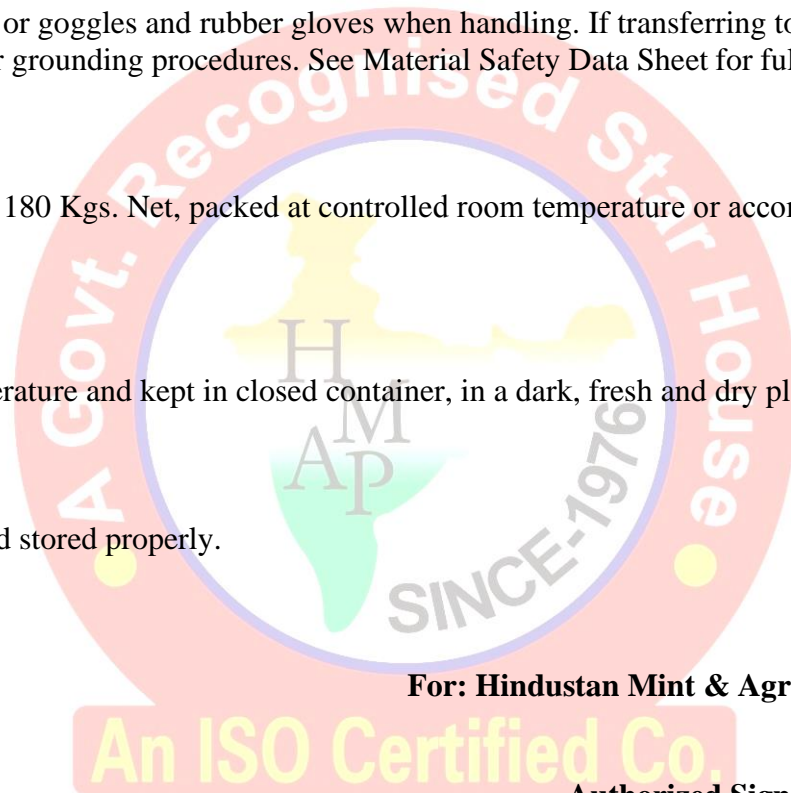 or goggles and rubber gloves when handling. If transferring to
grounding procedures. See Material Safety Data Sheet for ful
A Govt. Recognised Star House
180 Kgs. Net, packed at controlled room temperature or accor
H
M
AP
erature and kept in closed container, in a dark, fresh and dry pl
SINCE-1976
d stored properly.
For: Hindustan Mint & Agr
An ISO Certified Co.
Authorized Sign